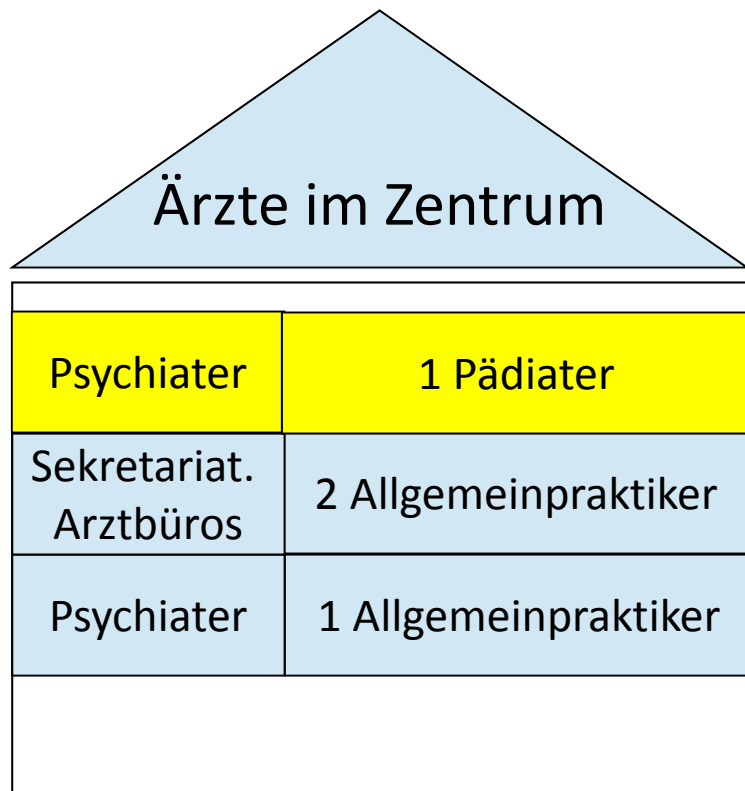 Ärzte im Zentrum
Psychiater
1 Pädiater
Sekretariat.
Arztbüros
2 Allgemeinpraktiker
Psychiater
1 Allgemeinpraktiker